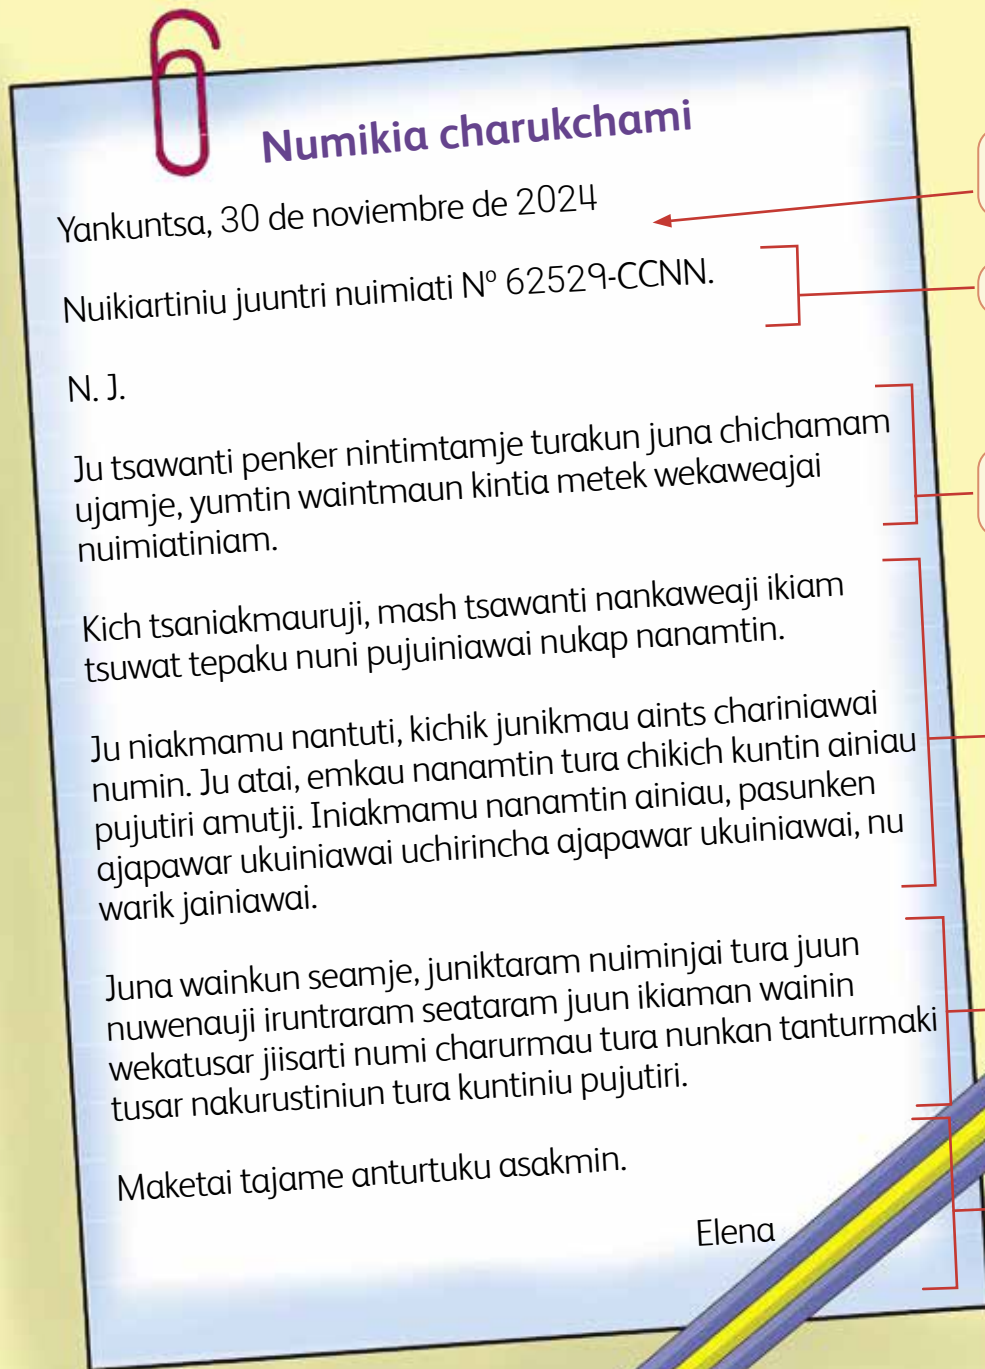 Numikia charukchami
Yankuntsa, 30 de noviembre de 2024
Nuikiartiniu juuntri nuimiati Nº 62529-CCNN.
N. J.
Ju tsawanti penker nintimtamje turakun juna chichamam
ujamje, yumtin waintmaun kintia metek wekaweajai
nuimiatiniam.
Kich tsaniakmauruji, mash tsawanti nankaweaji ikiam
tsuwat tepaku nuni pujuiniawai nukap nanamtin.
Ju niakmamu nantuti, kichik junikmau aints chariniawai
numin. Ju atai, emkau nanamtin tura chikich kuntin ainiau
pujutiri amutji. Iniakmamu nanamtin ainiau, pasunken
ajapawar ukuiniawai uchirincha ajapawar ukuiniawai, nu
warik jainiawai.
Juna wainkun seamje, juniktaram nuiminjai tura juun
nuwenauji iruntraram seataram juun ikiaman wainin
wekatusar jiisarti numi charurmau tura nunkan tanturmaki
tusar nakurustiniun tura kuntiniu pujutiri.
Maketai tajame anturtuku asakmin.
Elena